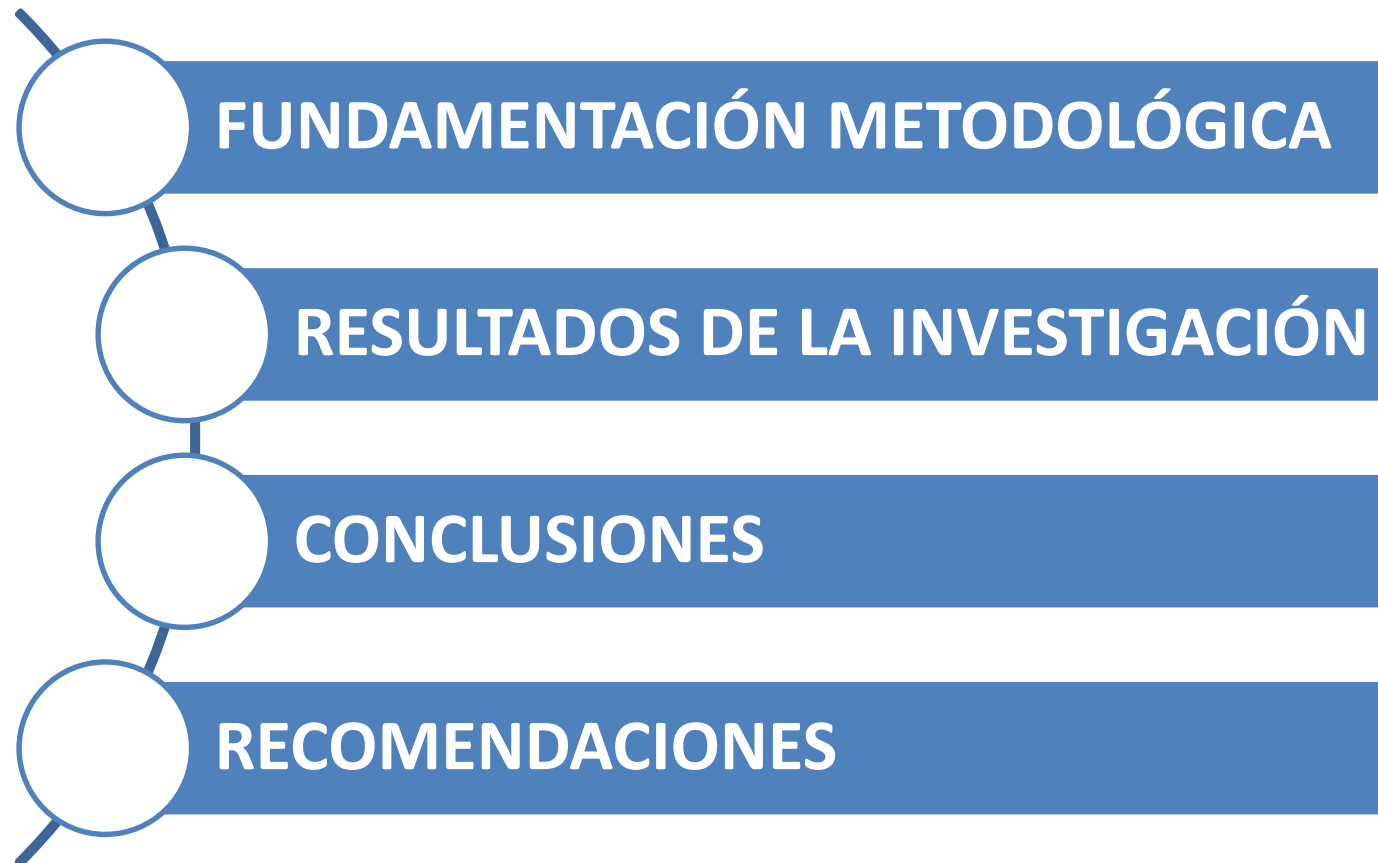 FUNDAMENTACIÓN METODOLÓGICA
RESULTADOS DE LA INVESTIGACIÓN
CONCLUSIONES
RECOMENDACIONES